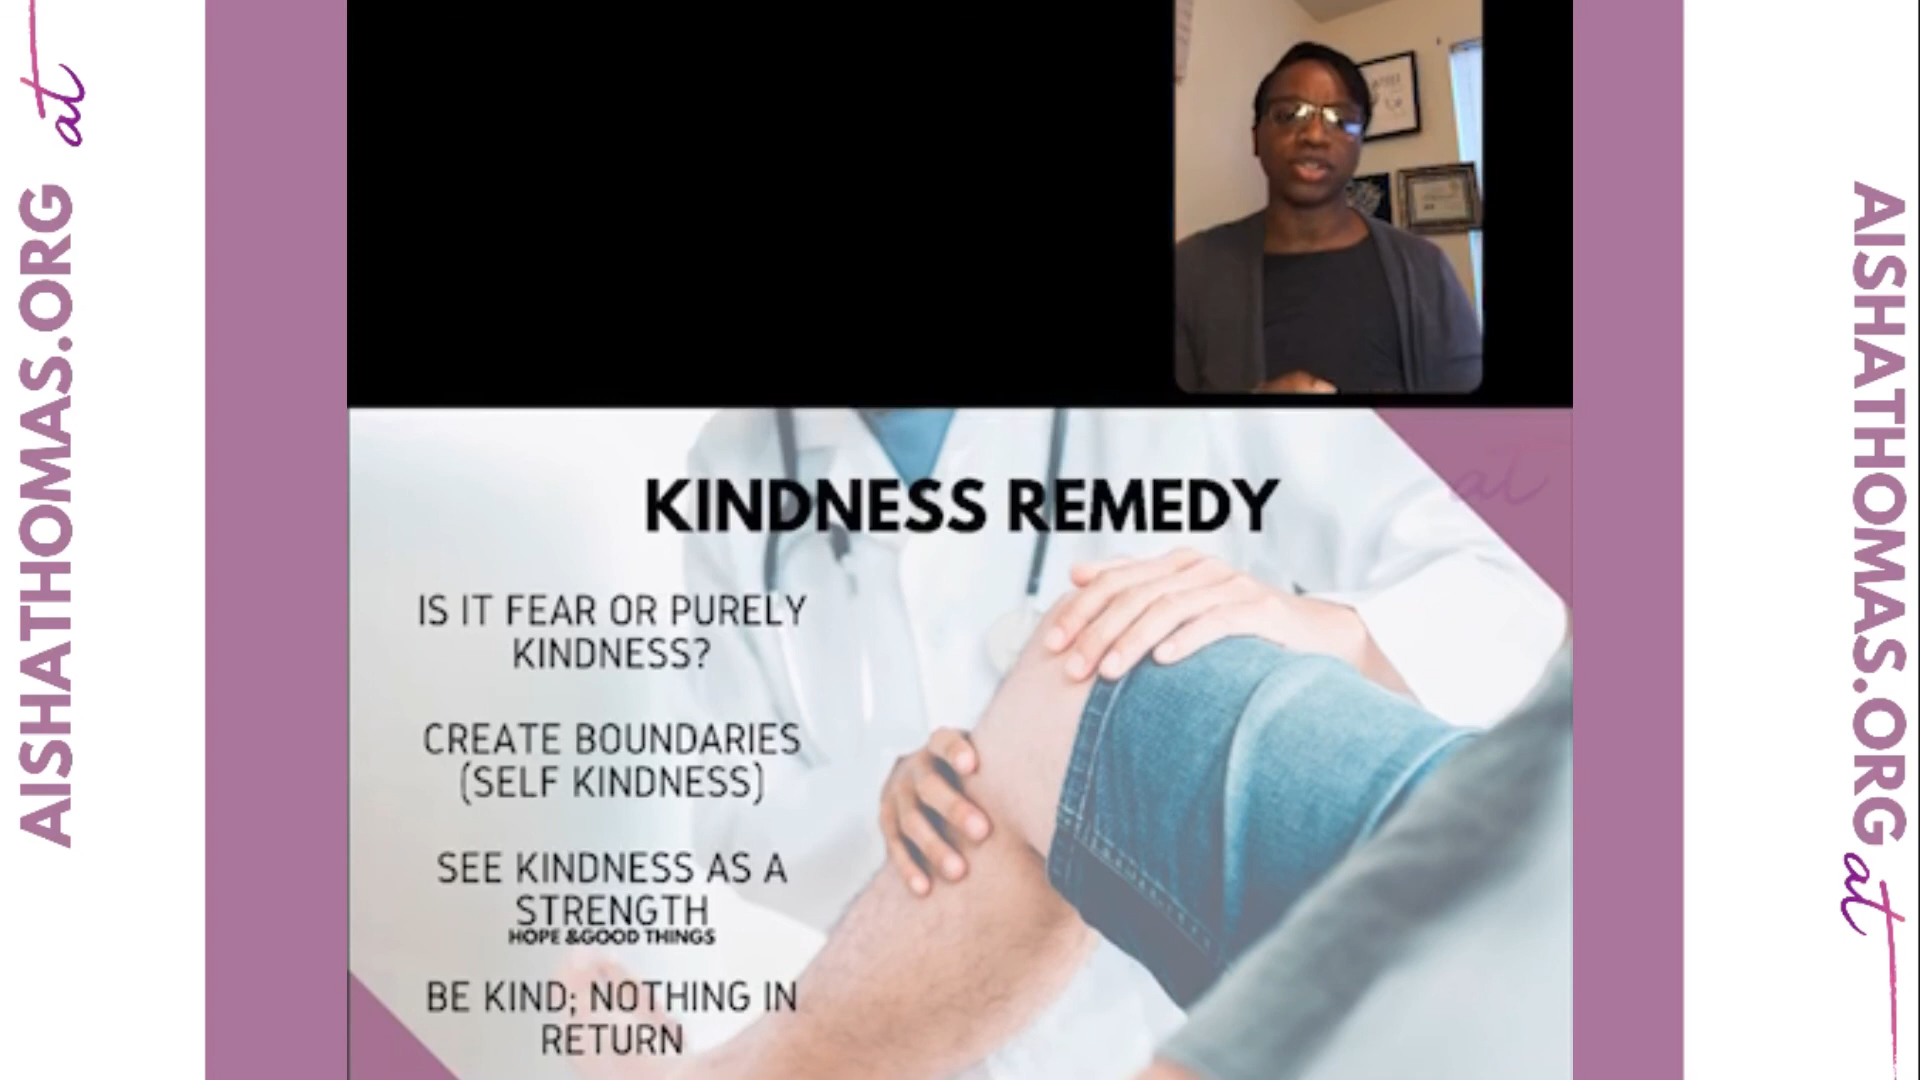 at
AISHATHOMAS.ORG
KINDNESS REMEDY
at
IS IT FEAR OR PURELY
KINDNESS?
CREATE BOUNDARIES
(SELF KINDNESS)
SEE KINDNESS AS A
STRENGTH
HOPE &GOOD THINGS
BE KIND; NOTHING IN
RETURN
AISHATHOMAS.ORG
at